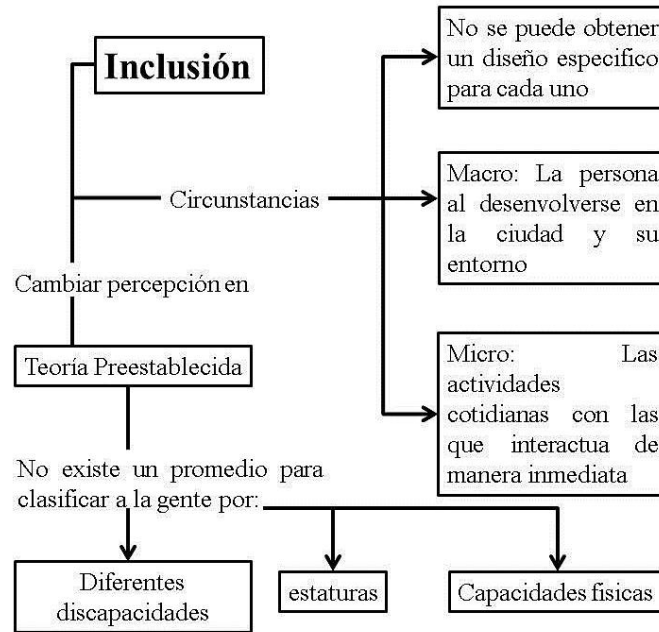 Inclusión
No se puede obtener
un diseño especifico
para cada uno
Circunstancias
Macro: La persona
al desenvolverse en
la ciudad y su
entorno
Cambiar percepción en
Teoría Preestablecida
Micro: Las
actividades
cotidianas con las
que interactua de
manera inmediata
No existe un promedio para
clasificar a la gente por:
Diferentes
discapacidades
estaturas
Capacidades fisicas